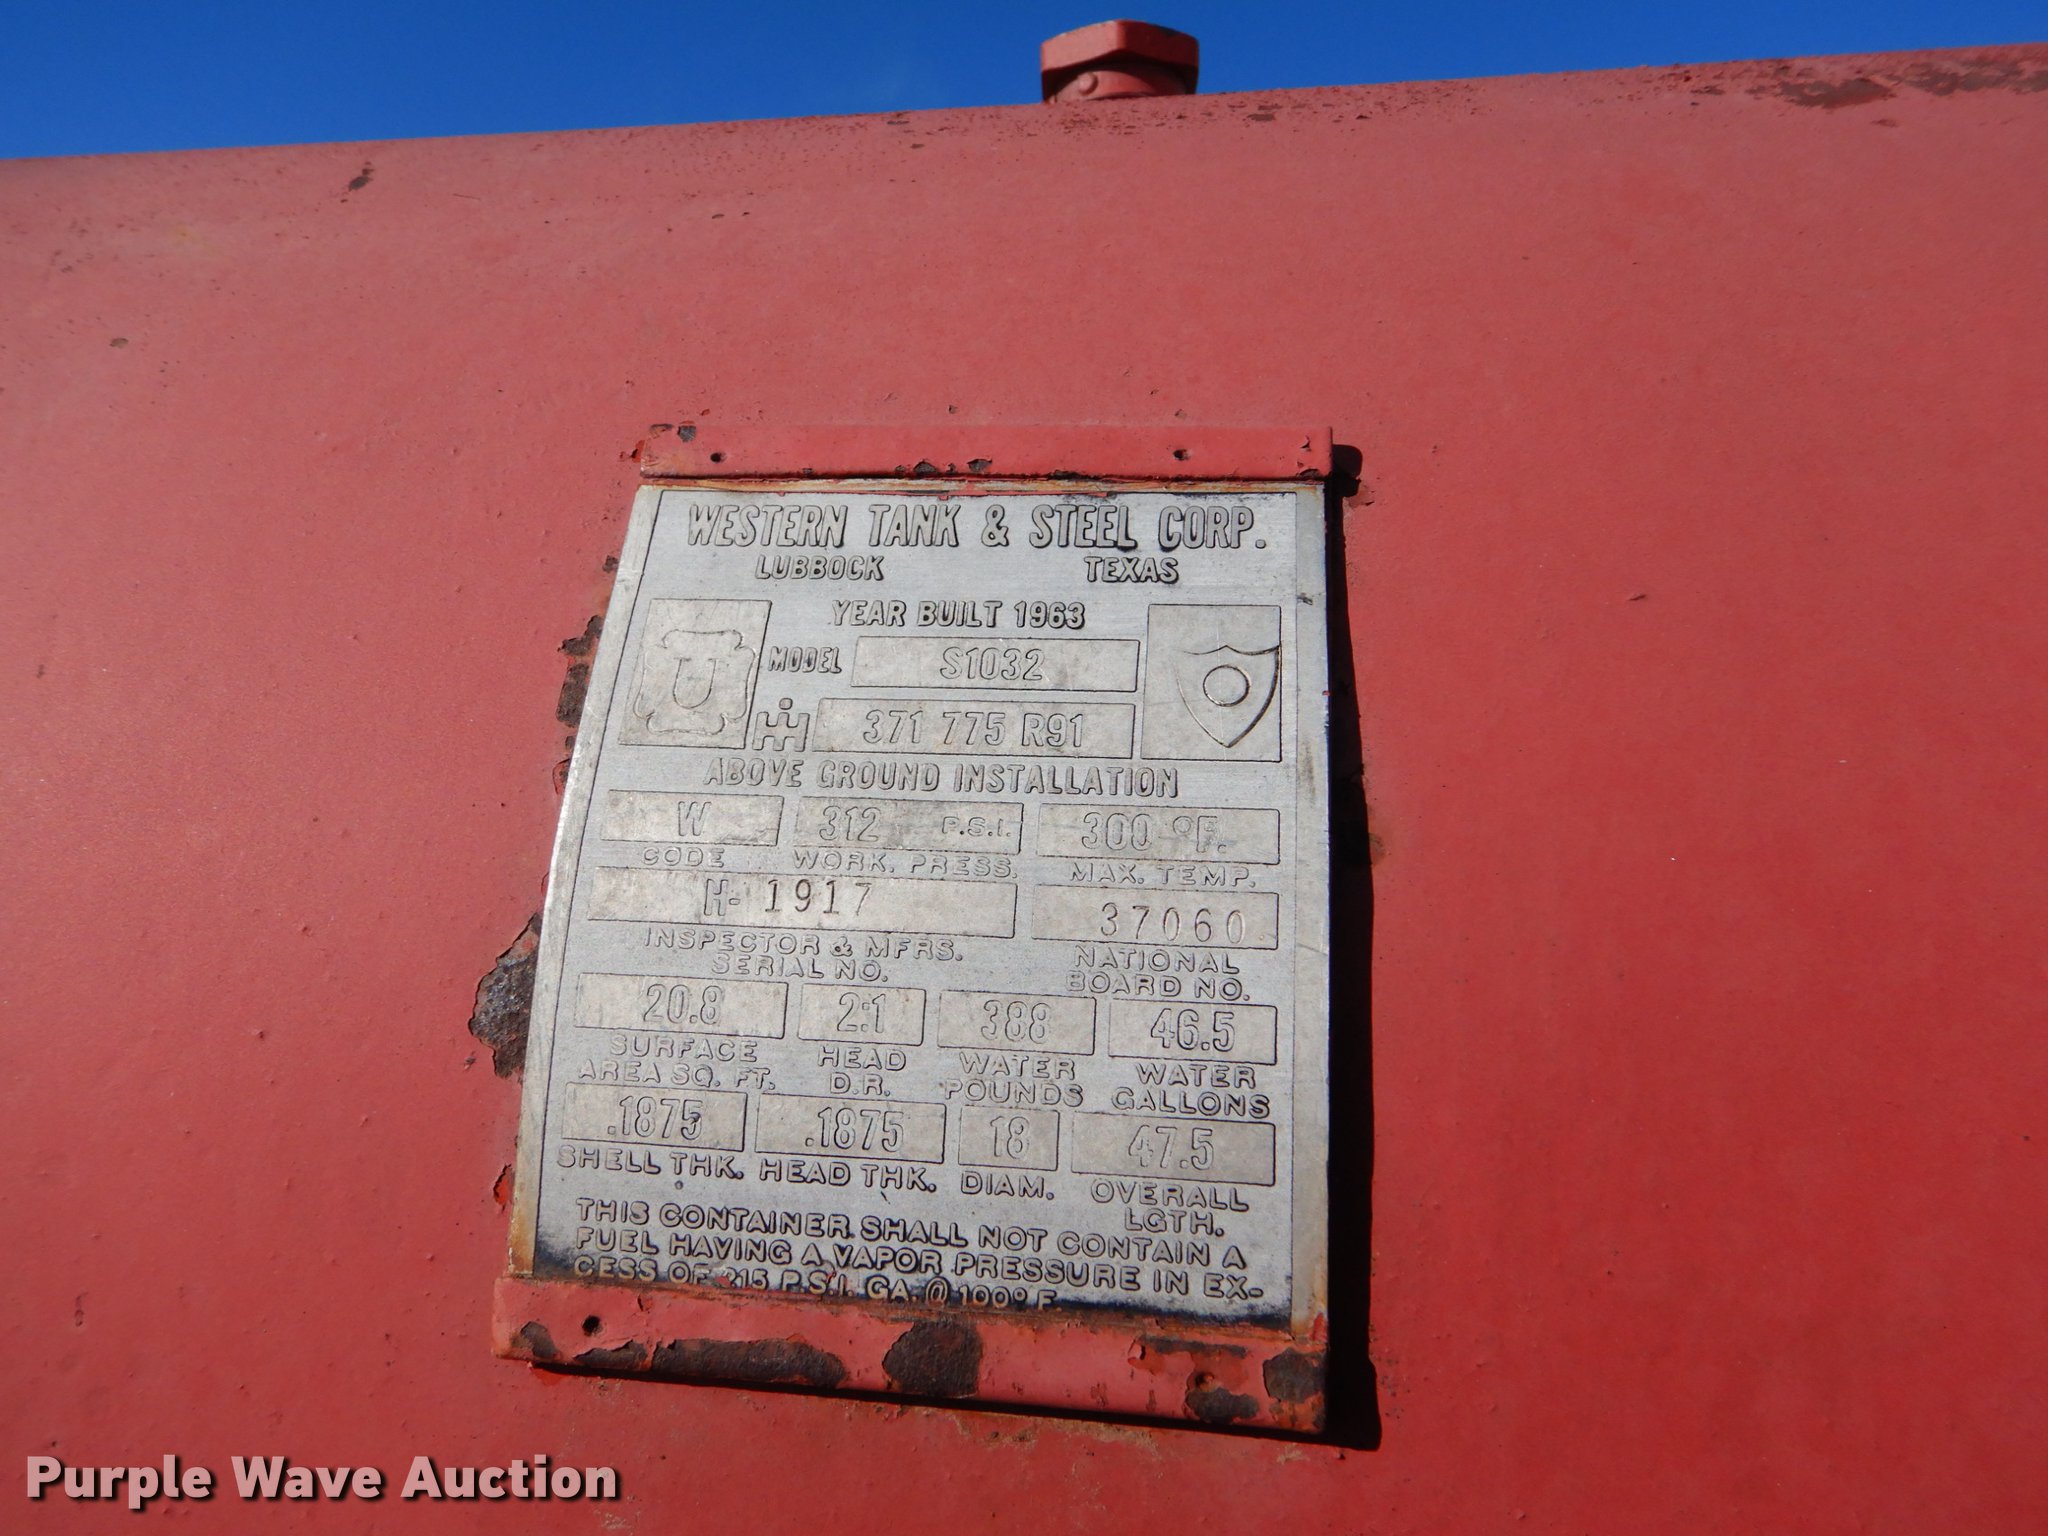 WESTERN TANK & STEEL CORP.
LUBBOCK TEXAS
YEAR BUILT 1963
U
MODEL S1032
IH 371 775 R91
ABOVE GROUND INSTALLATION
W 312 P.S.I. 300 °F.
CODE WORK. PRESS. MAX. TEMP.
H- 1917 37060
INSPECTOR & MFRS. NATIONAL
SERIAL NO. BOARD NO.
20.8 2:1 388 46.5
SURFACE HEAD WATER WATER
AREA SQ. FT. D.R. POUNDS GALLONS
.1875 .1875 18 47.5
SHELL THK. HEAD THK. DIAM. OVERALL
LGTH.
THIS CONTAINER SHALL NOT CONTAIN A
FUEL HAVING A VAPOR PRESSURE IN EX-
CESS OF 215 P.S.I. GA. @ 100° F.
Purple Wave Auction